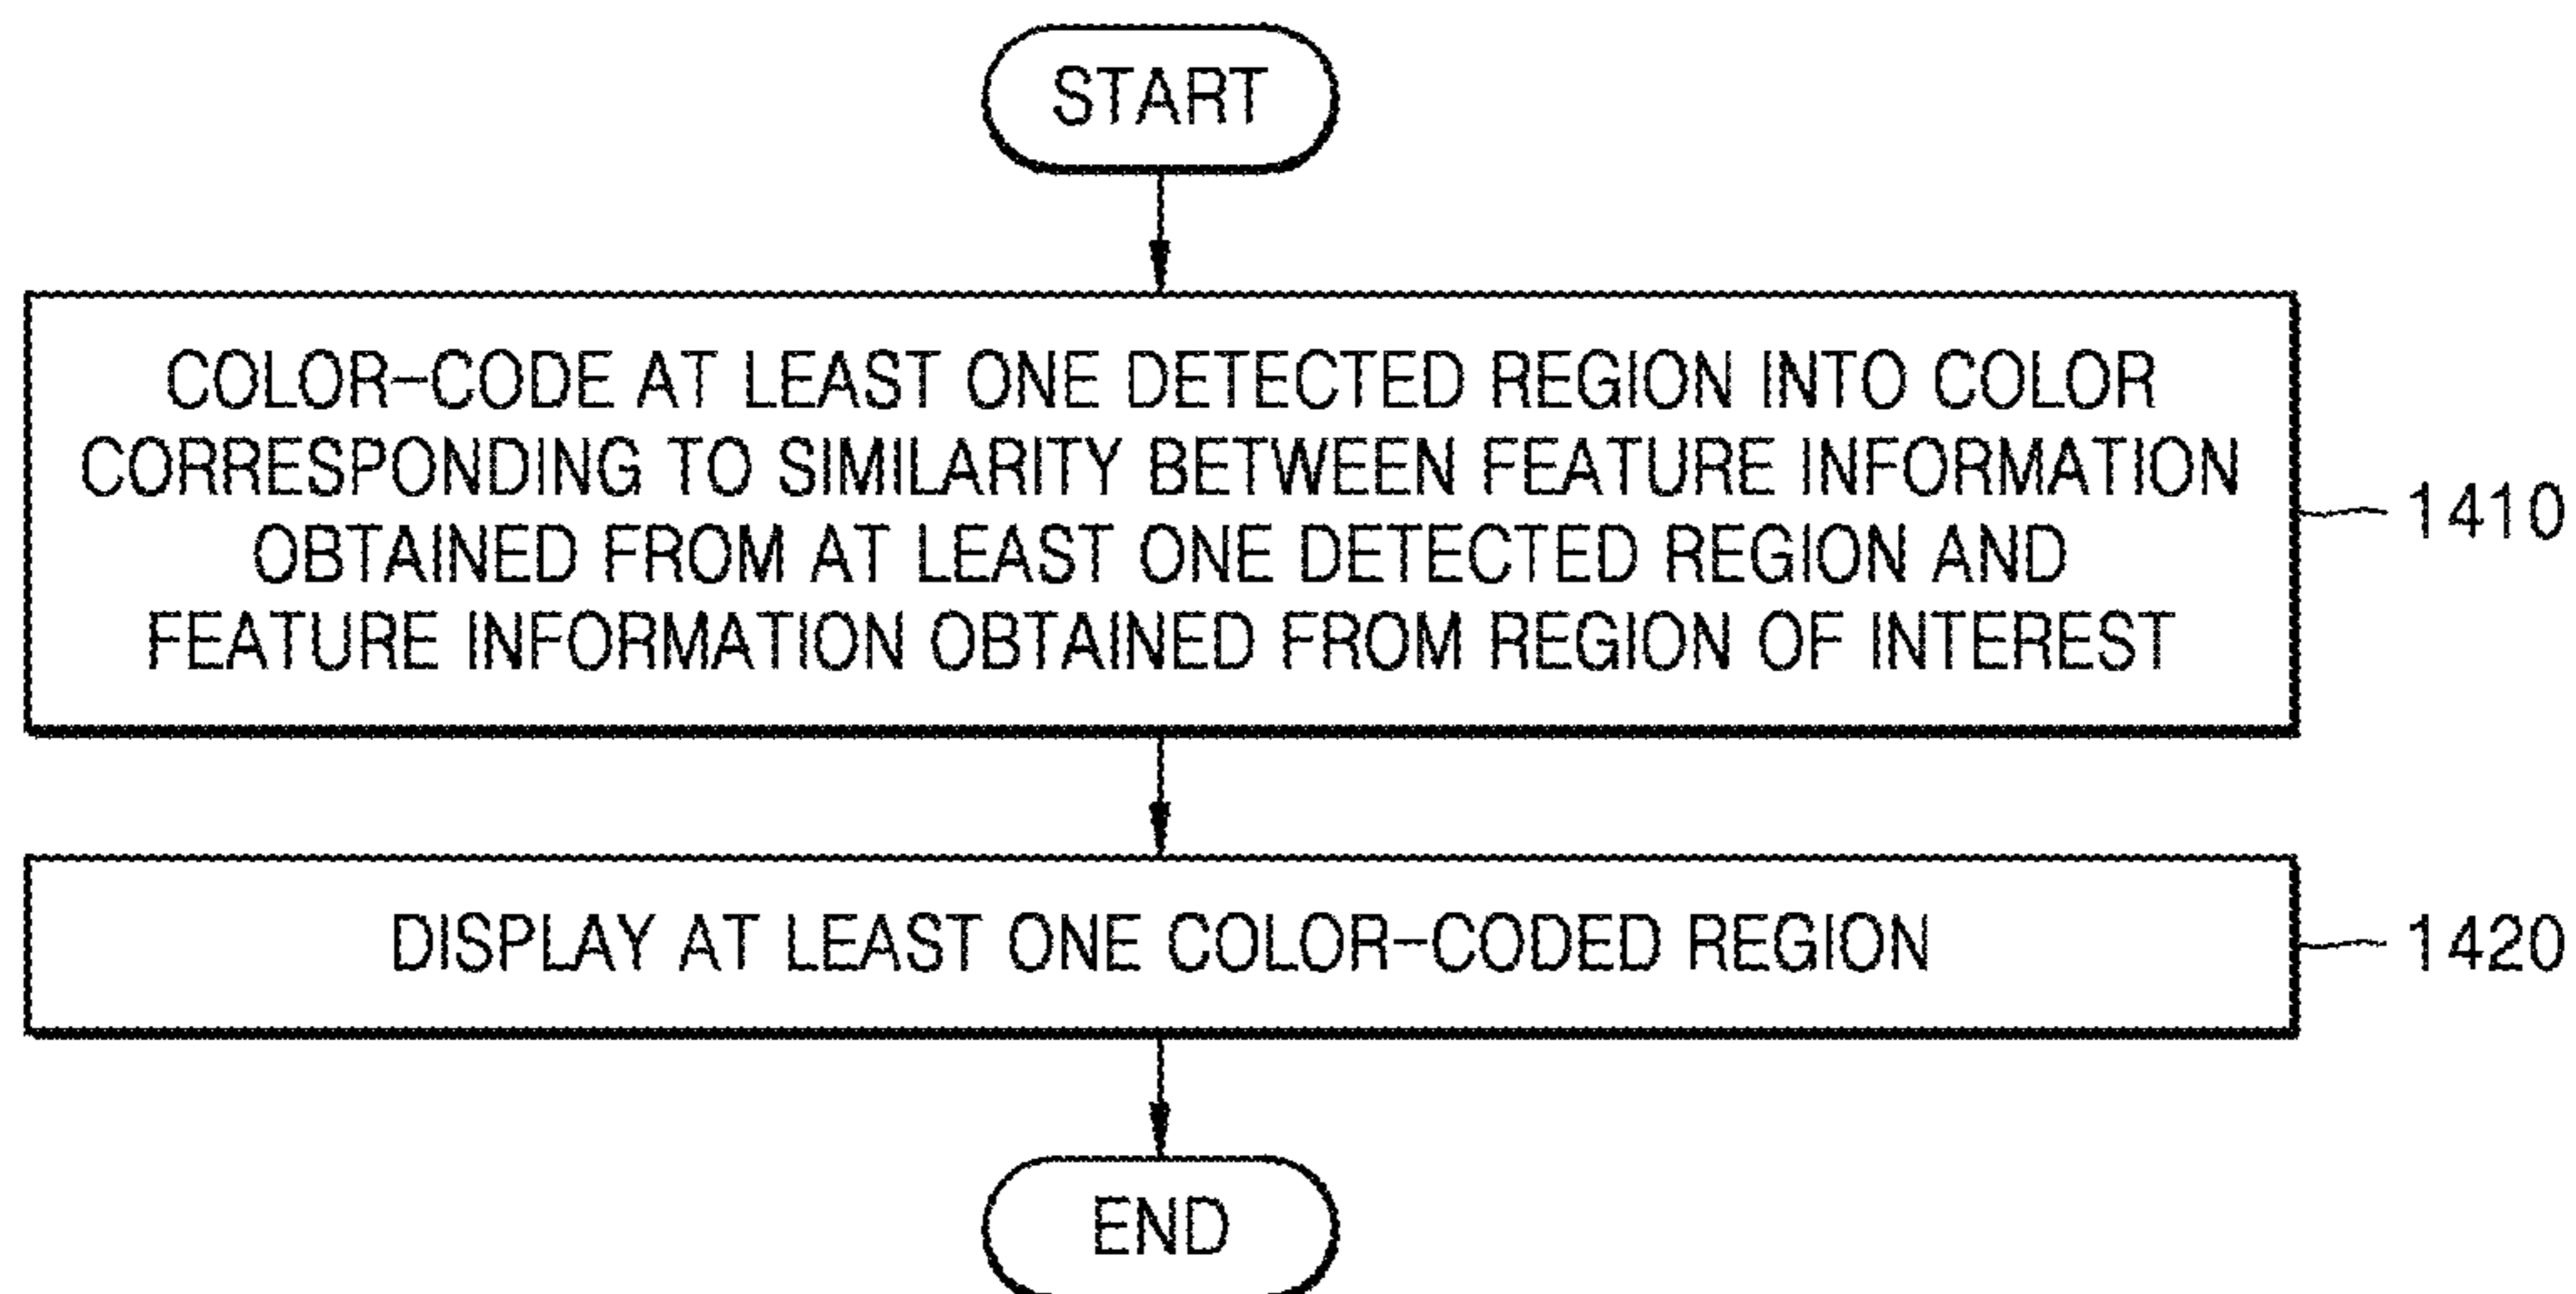 START
COLOR-CODE AT LEAST ONE DETECTED REGION INTO COLOR
CORRESPONDING TO SIMILARITY BETWEEN FEATURE INFORMATION
OBTAINED FROM AT LEAST ONE DETECTED REGION AND
FEATURE INFORMATION OBTAINED FROM REGION OF INTEREST
1410
DISPLAY AT LEAST ONE COLOR-CODED REGION
1420
END